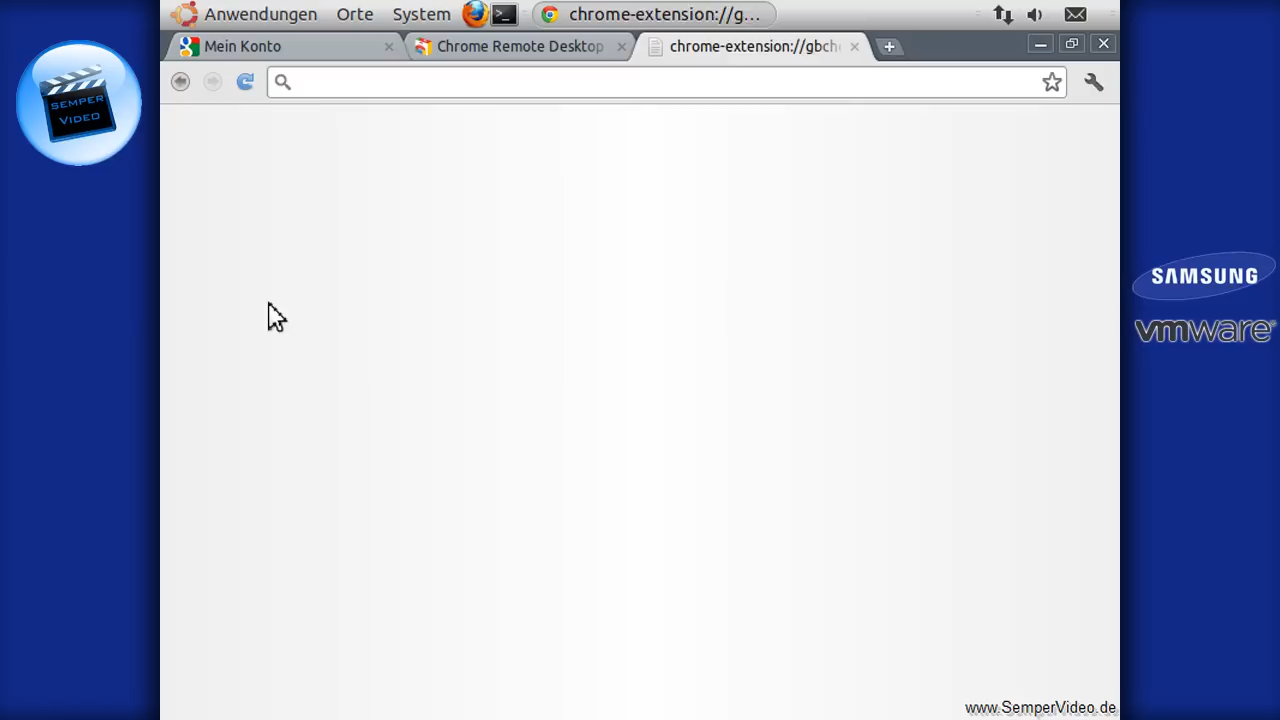 Anwendungen Orte System chrome-extension://g...
Mein Konto Chrome Remote Desktop chrome-extension://gbch
SEMPER
VIDEO
SAMSUNG
vmware
www.SemperVideo.de